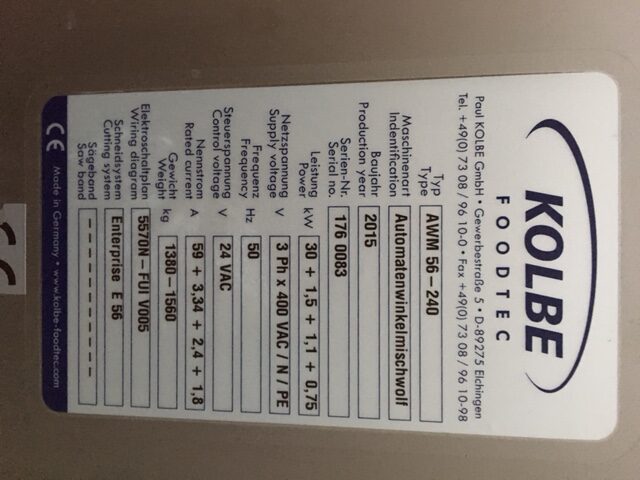 KOLBE
FOODTEC
Paul KOLBE GmbH • Gewerbestraße 5 • D-89275 Elchingen
Tel. +49(0) 73 08 / 96 10-0 • Fax +49(0) 73 08 / 96 10-98
Typ
Type
AWM 56-240
Maschinenart
Indentification
Automatenwinkelmischwolf
Baujahr
Production year
2015
Serien-Nr.
Serial no.
176 0083
Leistung
Power kW
30 + 1,5 + 1,1 + 0,75
Netzspannung
Supply voltage V
3 Ph x 400 VAC / N / PE
Frequenz
Frequency Hz
50
Steuerspannung
Control voltage V
24 VAC
Nennstrom
Rated current A
59 + 3,34 + 2,4 + 1,8
Gewicht
Weight kg
1380-1560
Elektroschaltplan
Wiring diagram
5570N - FUI V005
Schneidsystem
Cutting system
Enterprise E 56
Sägeband
Saw band
- - - - - - - - - - - -
CE Made in Germany • www.kolbe-foodtec.com